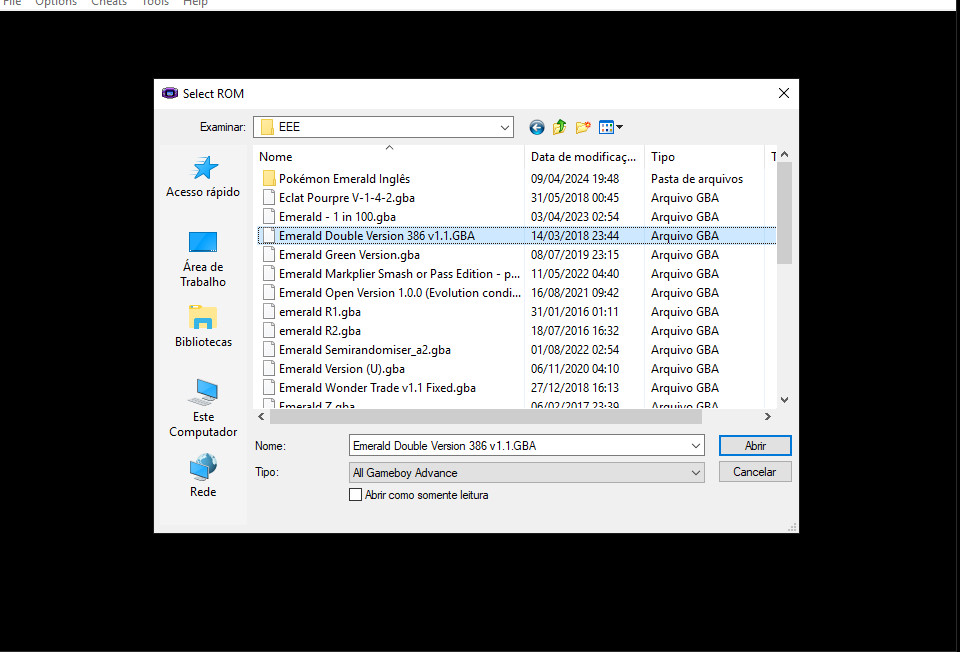 File Options Cheats Tools Help
Select ROM
Examinar: EEE
Nome Data de modificaç... Tipo T
Pokémon Emerald Inglês 09/04/2024 19:48 Pasta de arquivos
Eclat Pourpre V-1-4-2.gba 31/05/2018 00:45 Arquivo GBA
Emerald - 1 in 100.gba 03/04/2023 02:54 Arquivo GBA
Emerald Double Version 386 v1.1.GBA 14/03/2018 23:44 Arquivo GBA
Emerald Green Version.gba 08/07/2019 23:15 Arquivo GBA
Emerald Markplier Smash or Pass Edition - p... 11/05/2022 04:40 Arquivo GBA
Emerald Open Version 1.0.0 (Evolution condi... 16/08/2021 09:42 Arquivo GBA
emerald R1.gba 31/01/2016 01:11 Arquivo GBA
emerald R2.gba 18/07/2016 16:32 Arquivo GBA
Emerald Semirandomiser_a2.gba 01/08/2022 02:54 Arquivo GBA
Emerald Version (U).gba 06/11/2020 04:10 Arquivo GBA
Emerald Wonder Trade v1.1 Fixed.gba 27/12/2018 16:13 Arquivo GBA
Emerald Z.gba 06/02/2017 23:39 Arquivo GBA
Acesso rápido
Área de
Trabalho
Bibliotecas
Este
Computador
Rede
Nome: Emerald Double Version 386 v1.1.GBA Abrir
Tipo: All Gameboy Advance Cancelar
Abrir como somente leitura